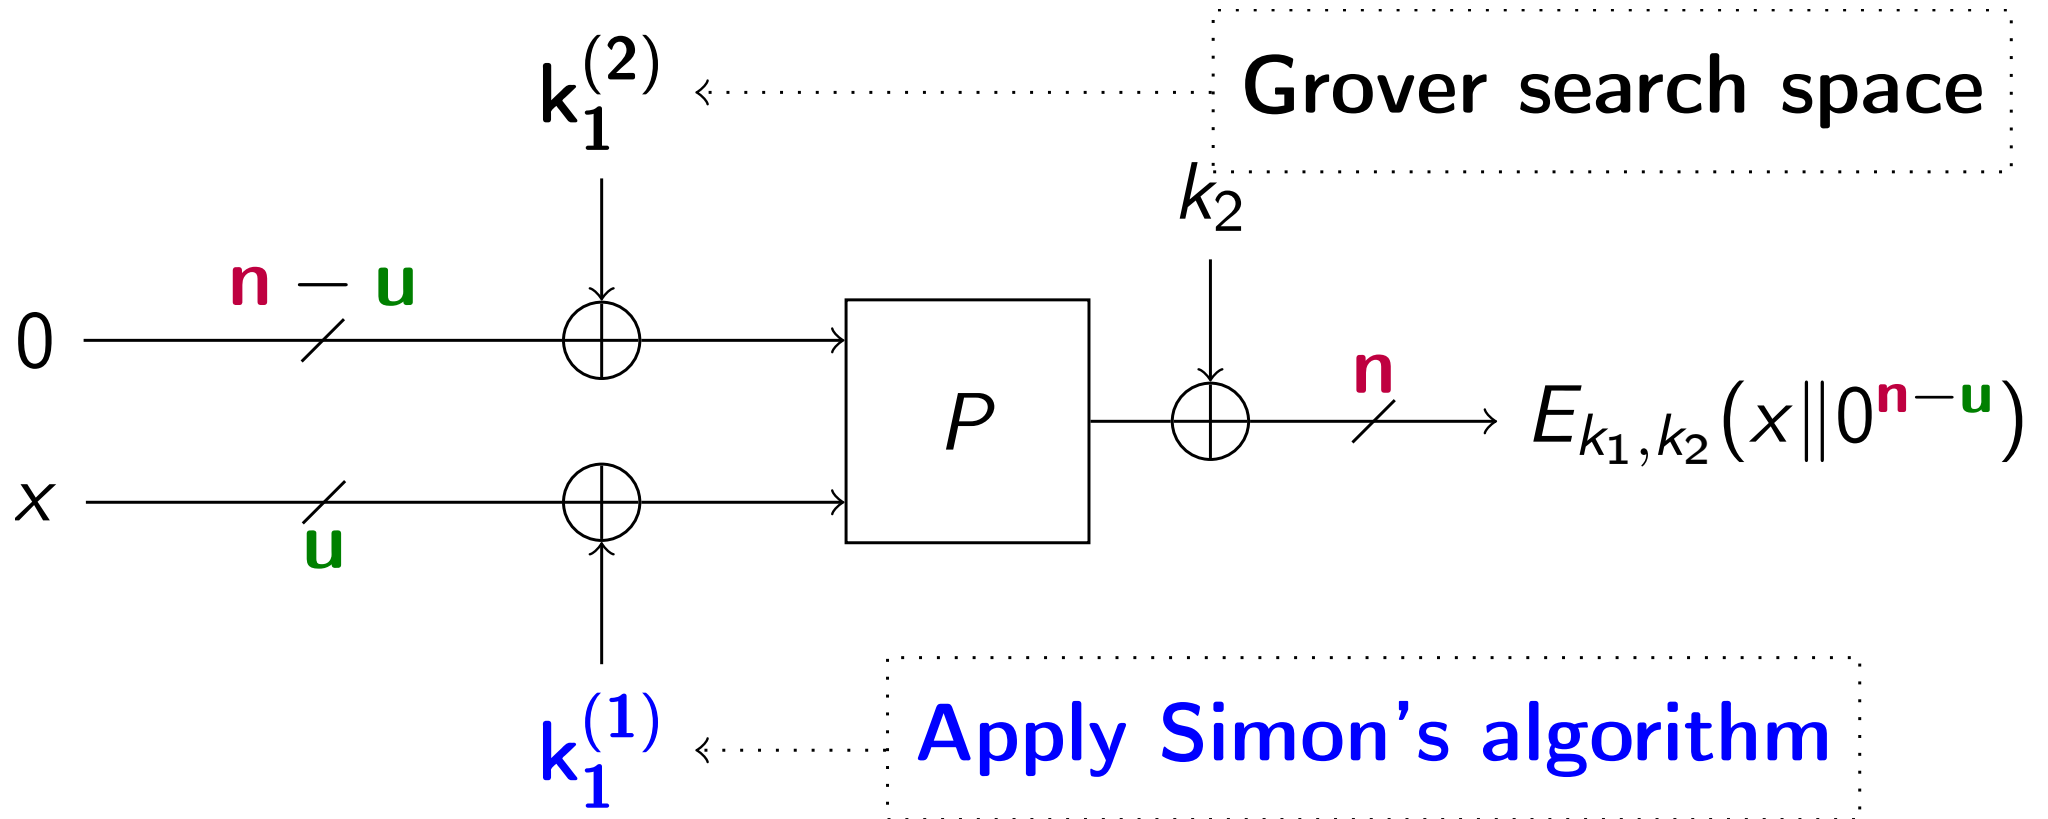 k₁⁽²⁾
Grover search space
k₂
n − u
0
P
n
E_{k₁,k₂}(x‖0^{n−u})
x
u
k₁⁽¹⁾
Apply Simon's algorithm